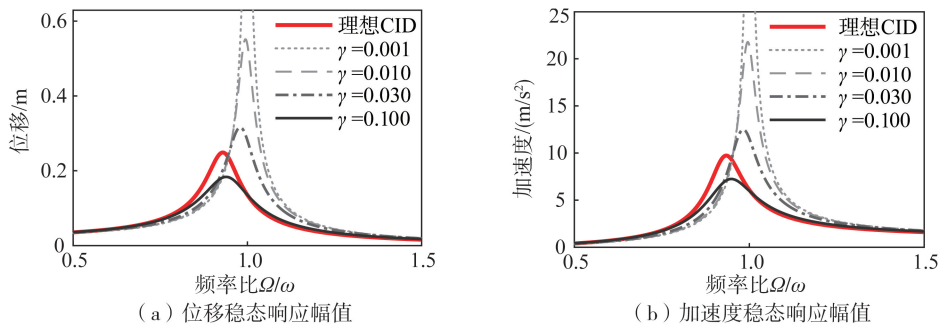 0.6
0.4
0.2
0
位移/m
理想CID
γ=0.001
γ=0.010
γ=0.030
γ=0.100
0.5
1.0
1.5
频率比Ω/ω
（a）位移稳态响应幅值
25
20
15
10
5
0
加速度/(m/s²)
理想CID
γ=0.001
γ=0.010
γ=0.030
γ=0.100
0.5
1.0
1.5
频率比Ω/ω
（b）加速度稳态响应幅值